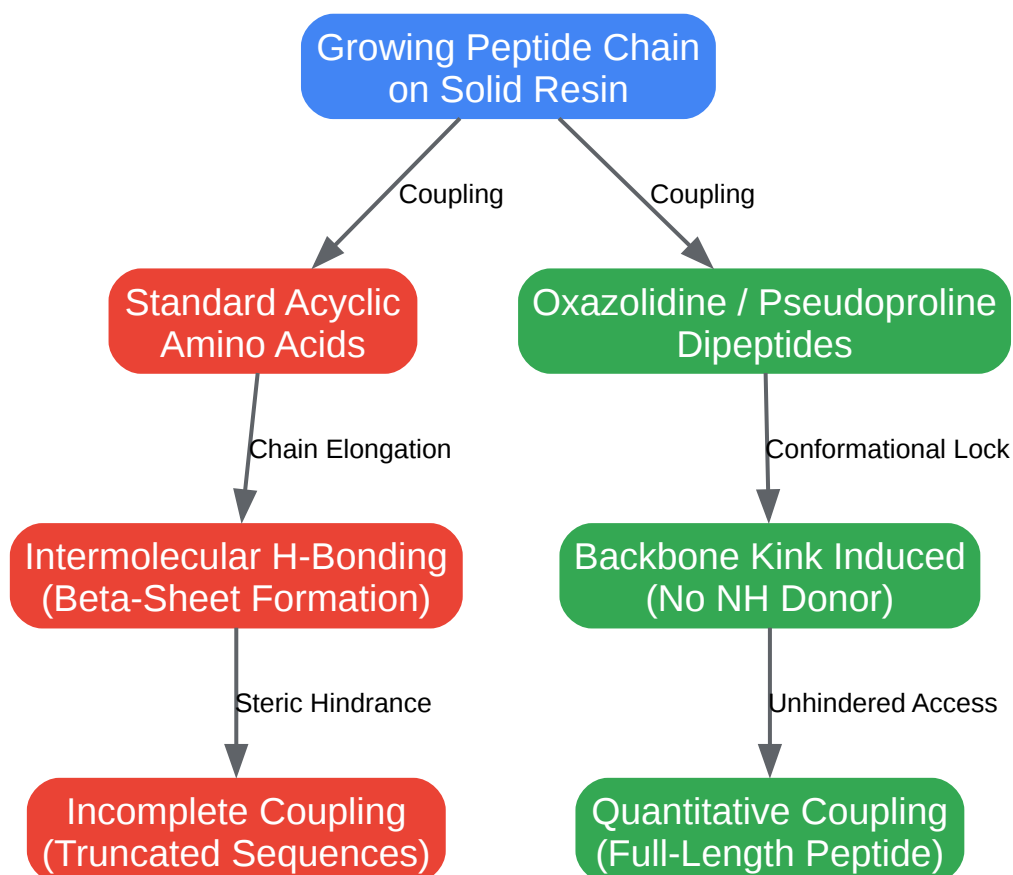 Growing Peptide Chain
on Solid Resin
Coupling
Coupling
Standard Acyclic
Amino Acids
Oxazolidine / Pseudoproline
Dipeptides
Chain Elongation
Conformational Lock
Intermolecular H-Bonding
(Beta-Sheet Formation)
Backbone Kink Induced
(No NH Donor)
Steric Hindrance
Unhindered Access
Incomplete Coupling
(Truncated Sequences)
Quantitative Coupling
(Full-Length Peptide)